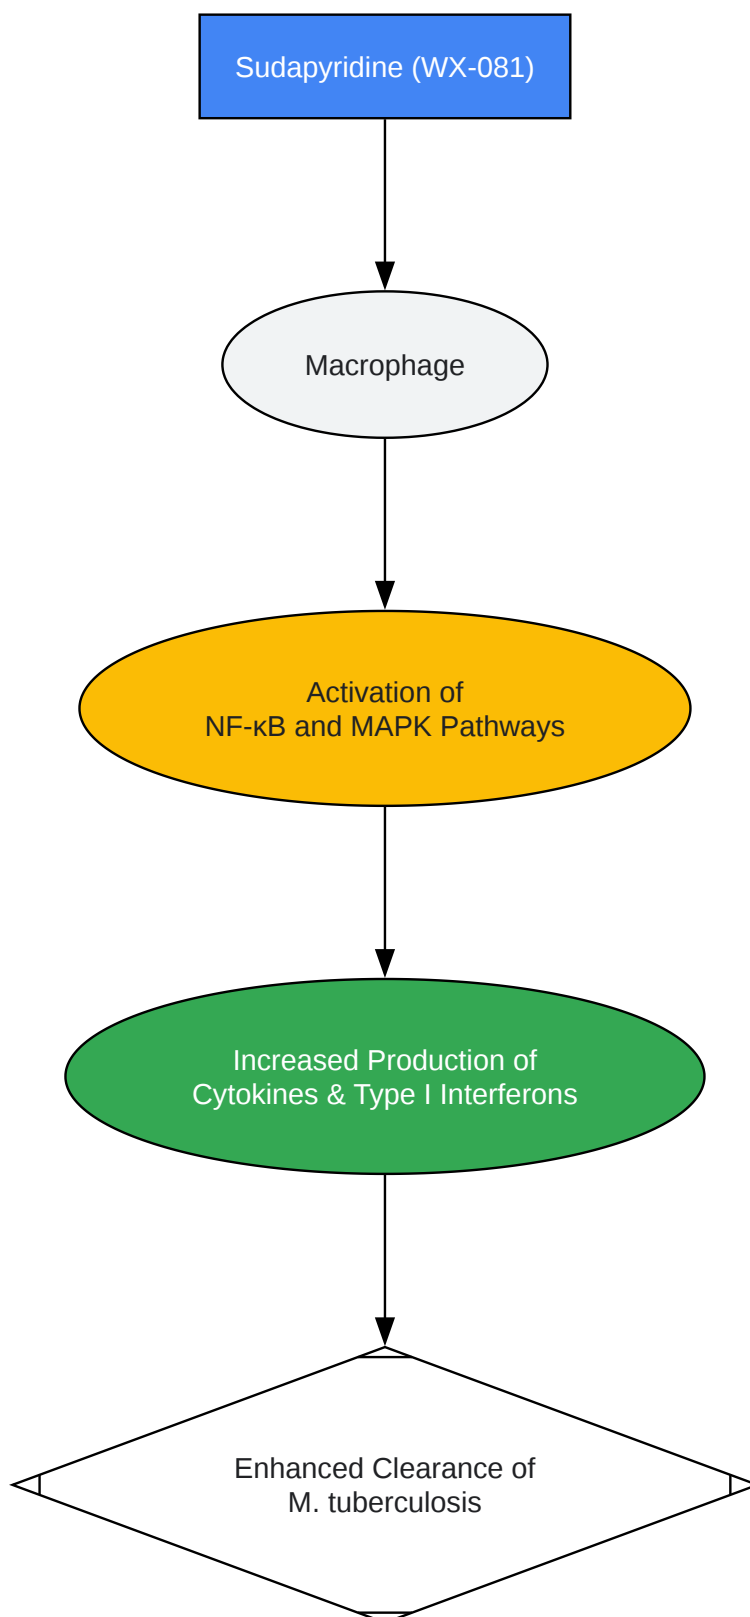 Sudapyridine (WX-081)
Macrophage
Activation of
NF-κB and MAPK Pathways
Increased Production of
Cytokines & Type I Interferons
Enhanced Clearance of
M. tuberculosis